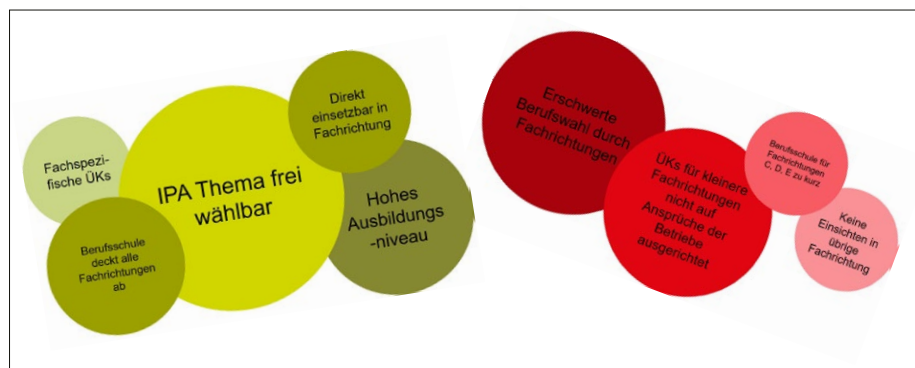 Fachspezi-
fische ÜKs
Berufsschule
deckt alle
Fachrichtungen
ab
IPA Thema frei
wählbar
Direkt
einsetzbar in
Fachrichtung
Hohes
Ausbildungs
-niveau
Erschwerte
Berufswahl durch
Fachrichtungen
ÜKs für kleinere
Fachrichtungen
nicht auf
Ansprüche der
Betriebe
ausgerichtet
Berufsschule für
Fachrichtungen
C, D, E zu kurz
Keine
Einsichten in
übrige
Fachrichtung